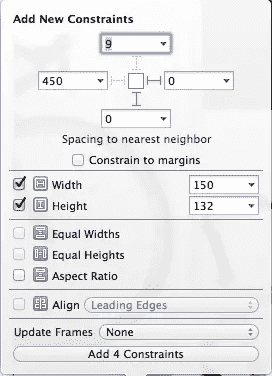 Add New Constraints
9
450 0
0
Spacing to nearest neighbor
Constrain to margins
Width 150
Height 132
Equal Widths
Equal Heights
Aspect Ratio
Align Leading Edges
Update Frames None
Add 4 Constraints